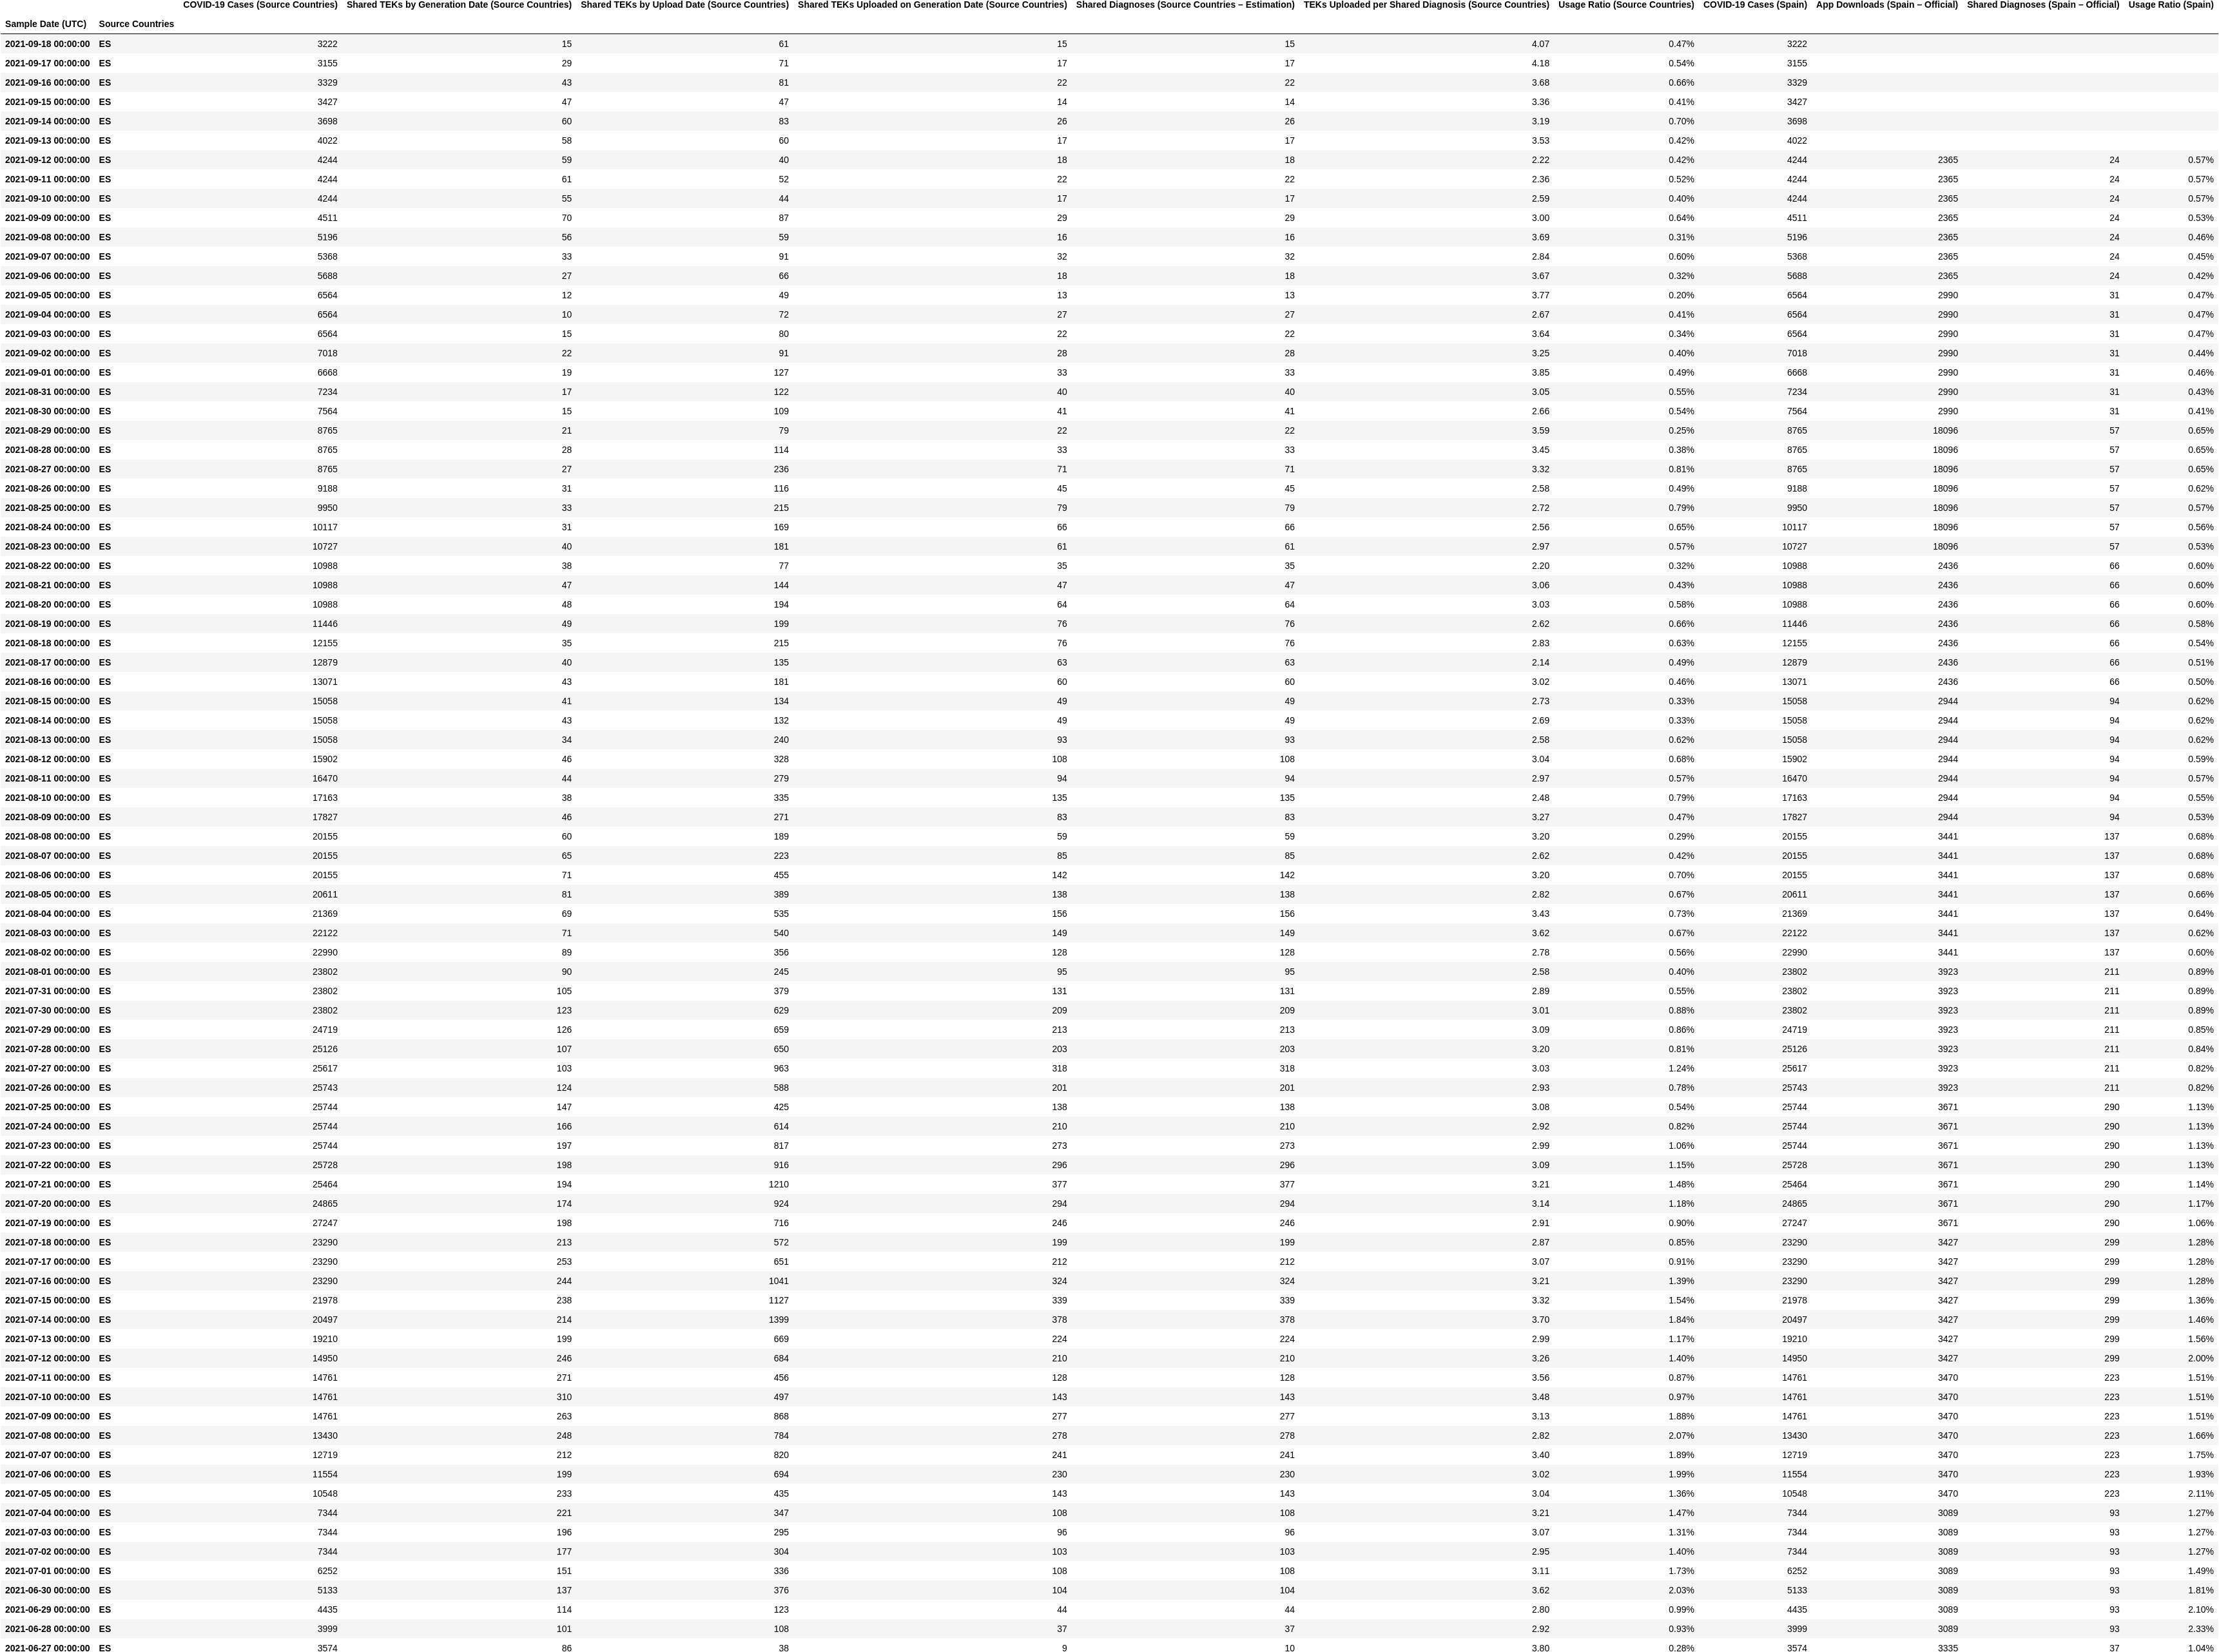 COVID-19 Cases (Source Countries) Shared TEKs by Generation Date (Source Countries) Shared TEKs by Upload Date (Source Countries) Shared TEKs Uploaded on Generation Date (Source Countries) Shared Diagnoses (Source Countries – Estimation) TEKs Uploaded per Shared Diagnosis (Source Countries) Usage Ratio (Source Countries) COVID-19 Cases (Spain) App Downloads (Spain – Official) Shared Diagnoses (Spain – Official) Usage Ratio (Spain)
Sample Date (UTC) Source Countries
2021-09-18 00:00:00 ES 3222 15 61 15 15 4.07 0.47% 3222
2021-09-17 00:00:00 ES 3155 29 71 17 17 4.18 0.54% 3155
2021-09-16 00:00:00 ES 3329 43 81 22 22 3.68 0.66% 3329
2021-09-15 00:00:00 ES 3427 47 47 14 14 3.36 0.41% 3427
2021-09-14 00:00:00 ES 3698 60 83 26 26 3.19 0.70% 3698
2021-09-13 00:00:00 ES 4022 58 60 17 17 3.53 0.42% 4022
2021-09-12 00:00:00 ES 4244 59 40 18 18 2.22 0.42% 4244 2365 24 0.57%
2021-09-11 00:00:00 ES 4244 61 52 22 22 2.36 0.52% 4244 2365 24 0.57%
2021-09-10 00:00:00 ES 4244 55 44 17 17 2.59 0.40% 4244 2365 24 0.57%
2021-09-09 00:00:00 ES 4511 70 87 29 29 3.00 0.64% 4511 2365 24 0.53%
2021-09-08 00:00:00 ES 5196 56 59 16 16 3.69 0.31% 5196 2365 24 0.46%
2021-09-07 00:00:00 ES 5368 33 91 32 32 2.84 0.60% 5368 2365 24 0.45%
2021-09-06 00:00:00 ES 5688 27 66 18 18 3.67 0.32% 5688 2365 24 0.42%
2021-09-05 00:00:00 ES 6564 12 49 13 13 3.77 0.20% 6564 2990 31 0.47%
2021-09-04 00:00:00 ES 6564 10 72 27 27 2.67 0.41% 6564 2990 31 0.47%
2021-09-03 00:00:00 ES 6564 15 80 22 22 3.64 0.34% 6564 2990 31 0.47%
2021-09-02 00:00:00 ES 7018 22 91 28 28 3.25 0.40% 7018 2990 31 0.44%
2021-09-01 00:00:00 ES 6668 19 127 33 33 3.85 0.49% 6668 2990 31 0.46%
2021-08-31 00:00:00 ES 7234 17 122 40 40 3.05 0.55% 7234 2990 31 0.43%
2021-08-30 00:00:00 ES 7564 15 109 41 41 2.66 0.54% 7564 2990 31 0.41%
2021-08-29 00:00:00 ES 8765 21 79 22 22 3.59 0.25% 8765 18096 57 0.65%
2021-08-28 00:00:00 ES 8765 28 114 33 33 3.45 0.38% 8765 18096 57 0.65%
2021-08-27 00:00:00 ES 8765 27 236 71 71 3.32 0.81% 8765 18096 57 0.65%
2021-08-26 00:00:00 ES 9188 31 116 45 45 2.58 0.49% 9188 18096 57 0.62%
2021-08-25 00:00:00 ES 9950 33 215 79 79 2.72 0.79% 9950 18096 57 0.57%
2021-08-24 00:00:00 ES 10117 31 169 66 66 2.56 0.65% 10117 18096 57 0.56%
2021-08-23 00:00:00 ES 10727 40 181 61 61 2.97 0.57% 10727 18096 57 0.53%
2021-08-22 00:00:00 ES 10988 38 77 35 35 2.20 0.32% 10988 2436 66 0.60%
2021-08-21 00:00:00 ES 10988 47 144 47 47 3.06 0.43% 10988 2436 66 0.60%
2021-08-20 00:00:00 ES 10988 48 194 64 64 3.03 0.58% 10988 2436 66 0.60%
2021-08-19 00:00:00 ES 11446 49 199 76 76 2.62 0.66% 11446 2436 66 0.58%
2021-08-18 00:00:00 ES 12155 35 215 76 76 2.83 0.63% 12155 2436 66 0.54%
2021-08-17 00:00:00 ES 12879 40 135 63 63 2.14 0.49% 12879 2436 66 0.51%
2021-08-16 00:00:00 ES 13071 43 181 60 60 3.02 0.46% 13071 2436 66 0.50%
2021-08-15 00:00:00 ES 15058 41 134 49 49 2.73 0.33% 15058 2944 94 0.62%
2021-08-14 00:00:00 ES 15058 43 132 49 49 2.69 0.33% 15058 2944 94 0.62%
2021-08-13 00:00:00 ES 15058 34 240 93 93 2.58 0.62% 15058 2944 94 0.62%
2021-08-12 00:00:00 ES 15902 46 328 108 108 3.04 0.68% 15902 2944 94 0.59%
2021-08-11 00:00:00 ES 16470 44 279 94 94 2.97 0.57% 16470 2944 94 0.57%
2021-08-10 00:00:00 ES 17163 38 335 135 135 2.48 0.79% 17163 2944 94 0.55%
2021-08-09 00:00:00 ES 17827 46 271 83 83 3.27 0.47% 17827 2944 94 0.53%
2021-08-08 00:00:00 ES 20155 60 189 59 59 3.20 0.29% 20155 3441 137 0.68%
2021-08-07 00:00:00 ES 20155 65 223 85 85 2.62 0.42% 20155 3441 137 0.68%
2021-08-06 00:00:00 ES 20155 71 455 142 142 3.20 0.70% 20155 3441 137 0.68%
2021-08-05 00:00:00 ES 20611 81 389 138 138 2.82 0.67% 20611 3441 137 0.66%
2021-08-04 00:00:00 ES 21369 69 535 156 156 3.43 0.73% 21369 3441 137 0.64%
2021-08-03 00:00:00 ES 22122 71 540 149 149 3.62 0.67% 22122 3441 137 0.62%
2021-08-02 00:00:00 ES 22990 89 356 128 128 2.78 0.56% 22990 3441 137 0.60%
2021-08-01 00:00:00 ES 23802 90 245 95 95 2.58 0.40% 23802 3923 211 0.89%
2021-07-31 00:00:00 ES 23802 105 379 131 131 2.89 0.55% 23802 3923 211 0.89%
2021-07-30 00:00:00 ES 23802 123 629 209 209 3.01 0.88% 23802 3923 211 0.89%
2021-07-29 00:00:00 ES 24719 126 659 213 213 3.09 0.86% 24719 3923 211 0.85%
2021-07-28 00:00:00 ES 25126 107 650 203 203 3.20 0.81% 25126 3923 211 0.84%
2021-07-27 00:00:00 ES 25617 103 963 318 318 3.03 1.24% 25617 3923 211 0.82%
2021-07-26 00:00:00 ES 25743 124 588 201 201 2.93 0.78% 25743 3923 211 0.82%
2021-07-25 00:00:00 ES 25744 147 425 138 138 3.08 0.54% 25744 3671 290 1.13%
2021-07-24 00:00:00 ES 25744 166 614 210 210 2.92 0.82% 25744 3671 290 1.13%
2021-07-23 00:00:00 ES 25744 197 817 273 273 2.99 1.06% 25744 3671 290 1.13%
2021-07-22 00:00:00 ES 25728 198 916 296 296 3.09 1.15% 25728 3671 290 1.13%
2021-07-21 00:00:00 ES 25464 194 1210 377 377 3.21 1.48% 25464 3671 290 1.14%
2021-07-20 00:00:00 ES 24865 174 924 294 294 3.14 1.18% 24865 3671 290 1.17%
2021-07-19 00:00:00 ES 27247 198 716 246 246 2.91 0.90% 27247 3671 290 1.06%
2021-07-18 00:00:00 ES 23290 213 572 199 199 2.87 0.85% 23290 3427 299 1.28%
2021-07-17 00:00:00 ES 23290 253 651 212 212 3.07 0.91% 23290 3427 299 1.28%
2021-07-16 00:00:00 ES 23290 244 1041 324 324 3.21 1.39% 23290 3427 299 1.28%
2021-07-15 00:00:00 ES 21978 238 1127 339 339 3.32 1.54% 21978 3427 299 1.36%
2021-07-14 00:00:00 ES 20497 214 1399 378 378 3.70 1.84% 20497 3427 299 1.46%
2021-07-13 00:00:00 ES 19210 199 669 224 224 2.99 1.17% 19210 3427 299 1.56%
2021-07-12 00:00:00 ES 14950 246 684 210 210 3.26 1.40% 14950 3427 299 2.00%
2021-07-11 00:00:00 ES 14761 271 456 128 128 3.56 0.87% 14761 3470 223 1.51%
2021-07-10 00:00:00 ES 14761 310 497 143 143 3.48 0.97% 14761 3470 223 1.51%
2021-07-09 00:00:00 ES 14761 263 868 277 277 3.13 1.88% 14761 3470 223 1.51%
2021-07-08 00:00:00 ES 13430 248 784 278 278 2.82 2.07% 13430 3470 223 1.66%
2021-07-07 00:00:00 ES 12719 212 820 241 241 3.40 1.89% 12719 3470 223 1.75%
2021-07-06 00:00:00 ES 11554 199 694 230 230 3.02 1.99% 11554 3470 223 1.93%
2021-07-05 00:00:00 ES 10548 233 435 143 143 3.04 1.36% 10548 3470 223 2.11%
2021-07-04 00:00:00 ES 7344 221 347 108 108 3.21 1.47% 7344 3089 93 1.27%
2021-07-03 00:00:00 ES 7344 196 295 96 96 3.07 1.31% 7344 3089 93 1.27%
2021-07-02 00:00:00 ES 7344 177 304 103 103 2.95 1.40% 7344 3089 93 1.27%
2021-07-01 00:00:00 ES 6252 151 336 108 108 3.11 1.73% 6252 3089 93 1.49%
2021-06-30 00:00:00 ES 5133 137 376 104 104 3.62 2.03% 5133 3089 93 1.81%
2021-06-29 00:00:00 ES 4435 114 123 44 44 2.80 0.99% 4435 3089 93 2.10%
2021-06-28 00:00:00 ES 3999 101 108 37 37 2.92 0.93% 3999 3089 93 2.33%
2021-06-27 00:00:00 ES 3574 86 38 9 10 3.80 0.28% 3574 3335 37 1.04%